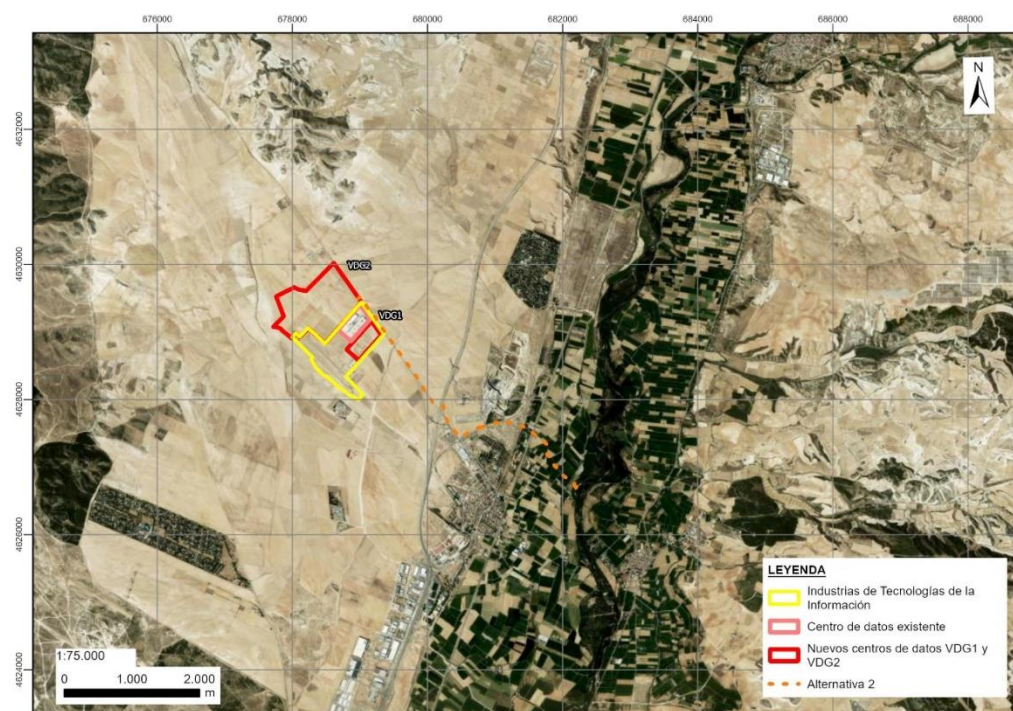 676000 678000 680000 682000 684000 686000 688000
N
4632000
4630000
4628000
4626000
4624000
VDG2
VDG1
1:75.000
0 1.000 2.000
m
LEYENDA
Industrias de Tecnologías de la
Información
Centro de datos existente
Nuevos centros de datos VDG1 y
VDG2
Alternativa 2